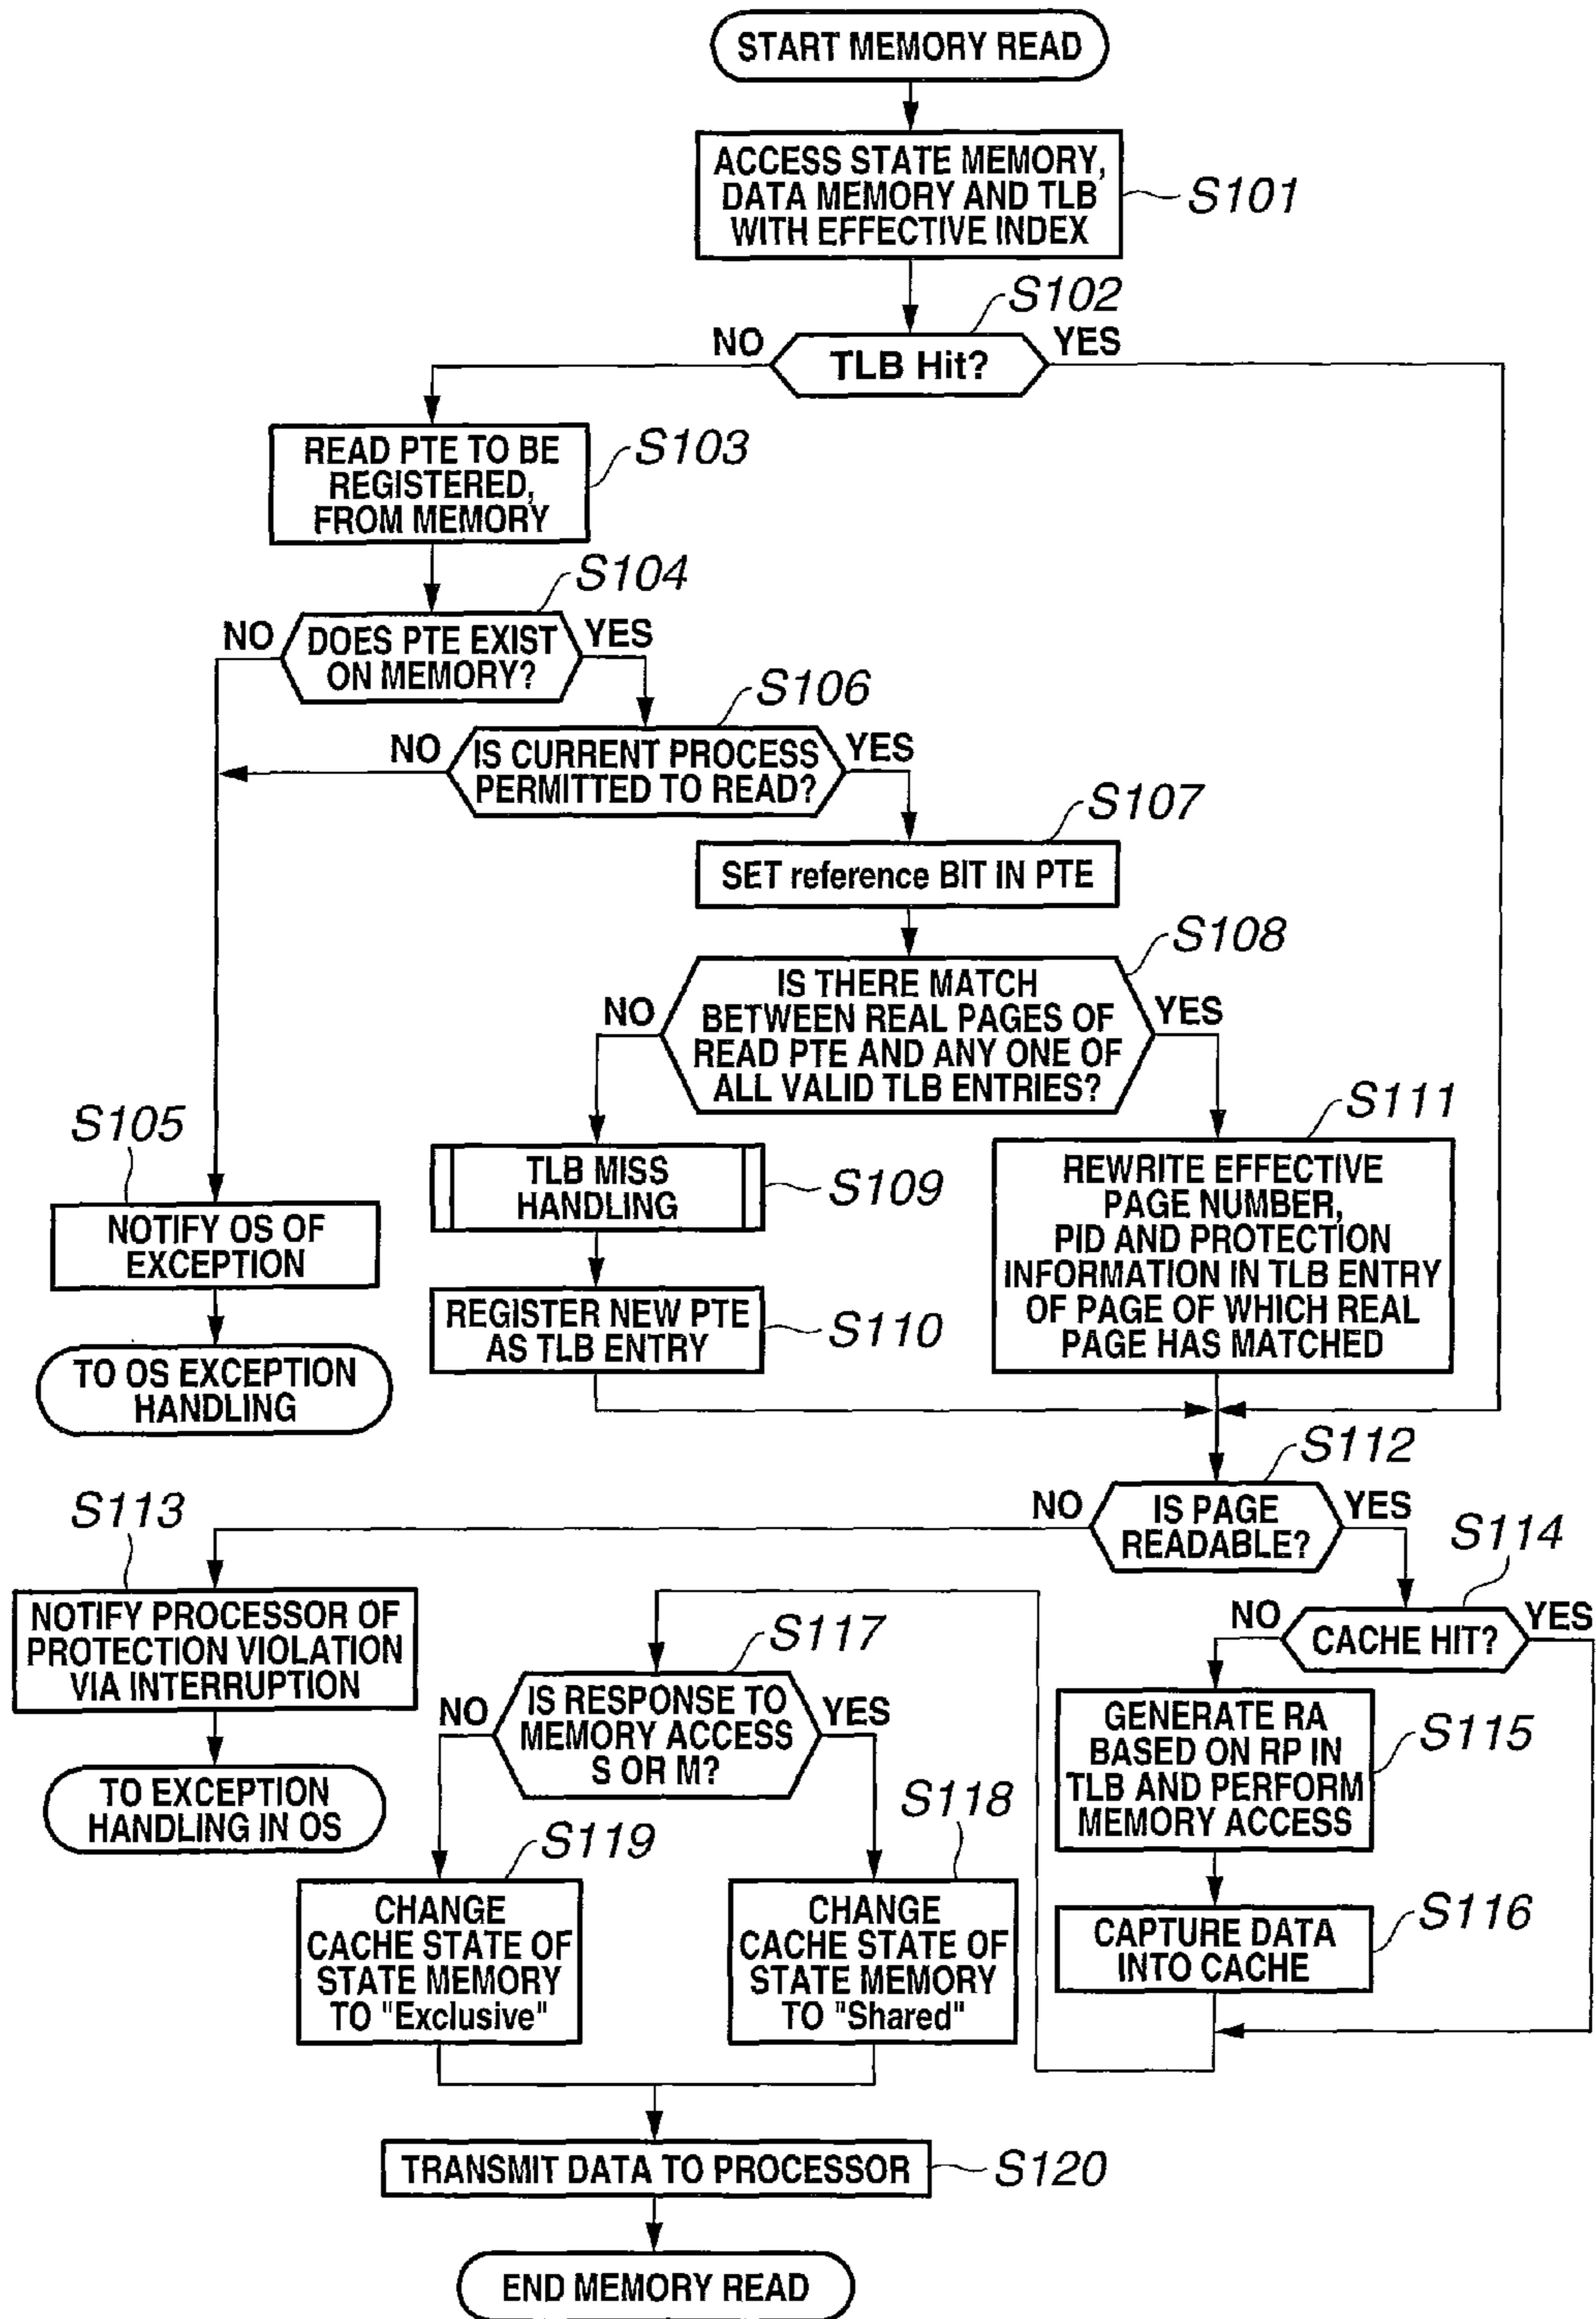 START MEMORY READ
ACCESS STATE MEMORY,
DATA MEMORY AND TLB
WITH EFFECTIVE INDEX
S101
S102
NO
TLB Hit?
YES
READ PTE TO BE
REGISTERED,
FROM MEMORY
S103
S104
NO
DOES PTE EXIST
ON MEMORY?
YES
S106
NO
IS CURRENT PROCESS
PERMITTED TO READ?
YES
S107
SET reference BIT IN PTE
S108
NO
IS THERE MATCH
BETWEEN REAL PAGES OF
READ PTE AND ANY ONE OF
ALL VALID TLB ENTRIES?
YES
S105
NOTIFY OS OF
EXCEPTION
TO OS EXCEPTION
HANDLING
TLB MISS
HANDLING
S109
REGISTER NEW PTE
AS TLB ENTRY
S110
S111
REWRITE EFFECTIVE
PAGE NUMBER,
PID AND PROTECTION
INFORMATION IN TLB ENTRY
OF PAGE OF WHICH REAL
PAGE HAS MATCHED
S112
NO
IS PAGE
READABLE?
YES
S113
NOTIFY PROCESSOR OF
PROTECTION VIOLATION
VIA INTERRUPTION
TO EXCEPTION
HANDLING IN OS
S114
NO
CACHE HIT?
YES
GENERATE RA
BASED ON RP IN
TLB AND PERFORM
MEMORY ACCESS
S115
CAPTURE DATA
INTO CACHE
S116
S117
NO
IS RESPONSE TO
MEMORY ACCESS
S OR M?
YES
S119
CHANGE
CACHE STATE OF
STATE MEMORY
TO "Exclusive"
S118
CHANGE
CACHE STATE OF
STATE MEMORY
TO "Shared"
TRANSMIT DATA TO PROCESSOR
S120
END MEMORY READ